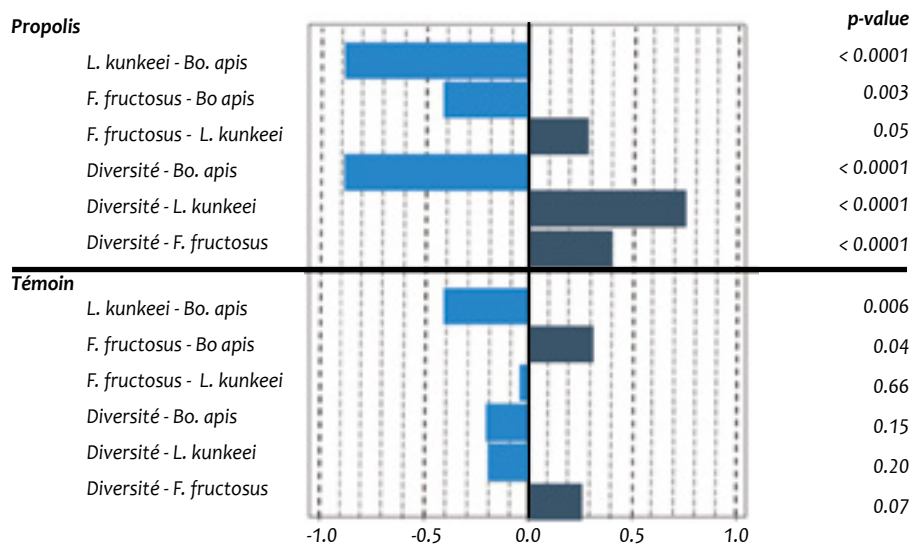 Propolis p-value
L. kunkeei - Bo. apis < 0.0001
F. fructosus - Bo apis 0.003
F. fructosus - L. kunkeei 0.05
Diversité - Bo. apis < 0.0001
Diversité - L. kunkeei < 0.0001
Diversité - F. fructosus < 0.0001
Témoin
L. kunkeei - Bo. apis 0.006
F. fructosus - Bo apis 0.04
F. fructosus - L. kunkeei 0.66
Diversité - Bo. apis 0.15
Diversité - L. kunkeei 0.20
Diversité - F. fructosus 0.07
-1.0 -0.5 0.0 0.5 1.0